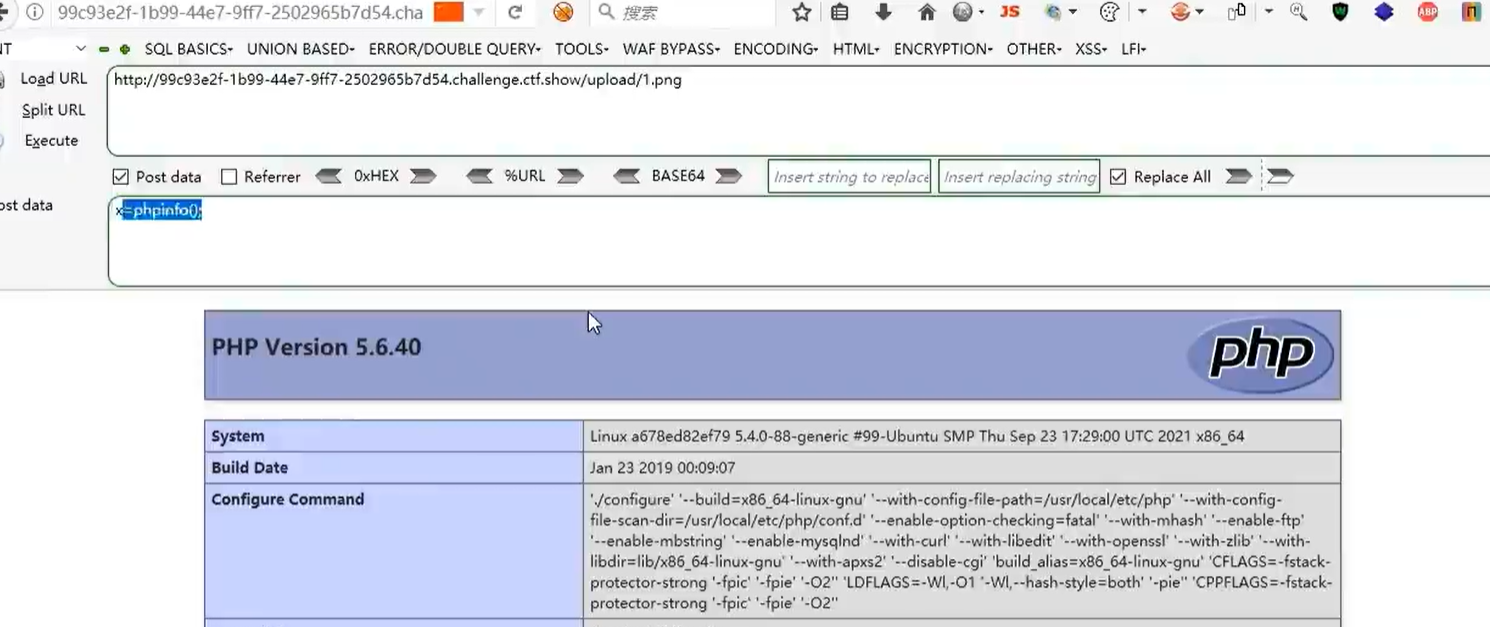 99c93e2f-1b99-44e7-9ff7-2502965b7d54.cha 搜索 JS ABP
NT SQL BASICS UNION BASED ERROR/DOUBLE QUERY TOOLS WAF BYPASS ENCODING HTML ENCRYPTION OTHER XSS LFI
Load URL http://99c93e2f-1b99-44e7-9ff7-2502965b7d54.challenge.ctf.show/upload/1.png
Split URL
Execute
Post data Referrer 0xHEX %URL BASE64 Insert string to replace Insert replacing string Replace All
ost data x=phpinfo();
PHP Version 5.6.40 php
System Linux a678ed82ef79 5.4.0-88-generic #99-Ubuntu SMP Thu Sep 23 17:29:00 UTC 2021 x86_64
Build Date Jan 23 2019 00:09:07
Configure Command './configure' '--build=x86_64-linux-gnu' '--with-config-file-path=/usr/local/etc/php' '--with-config-
file-scan-dir=/usr/local/etc/php/conf.d' '--enable-option-checking=fatal' '--with-mhash' '--enable-ftp'
'--enable-mbstring' '--enable-mysqlnd' '--with-curl' '--with-libedit' '--with-openssl' '--with-zlib' '--with-
libdir=lib/x86_64-linux-gnu' '--with-apxs2' '--disable-cgi' 'build_alias=x86_64-linux-gnu' 'CFLAGS=-fstack-
protector-strong '-fpic' '-fpie' '-O2'' 'LDFLAGS=-Wl,-O1 '-Wl,--hash-style=both' '-pie'' 'CPPFLAGS=-fstack-
protector-strong '-fpic' '-fpie' '-O2''